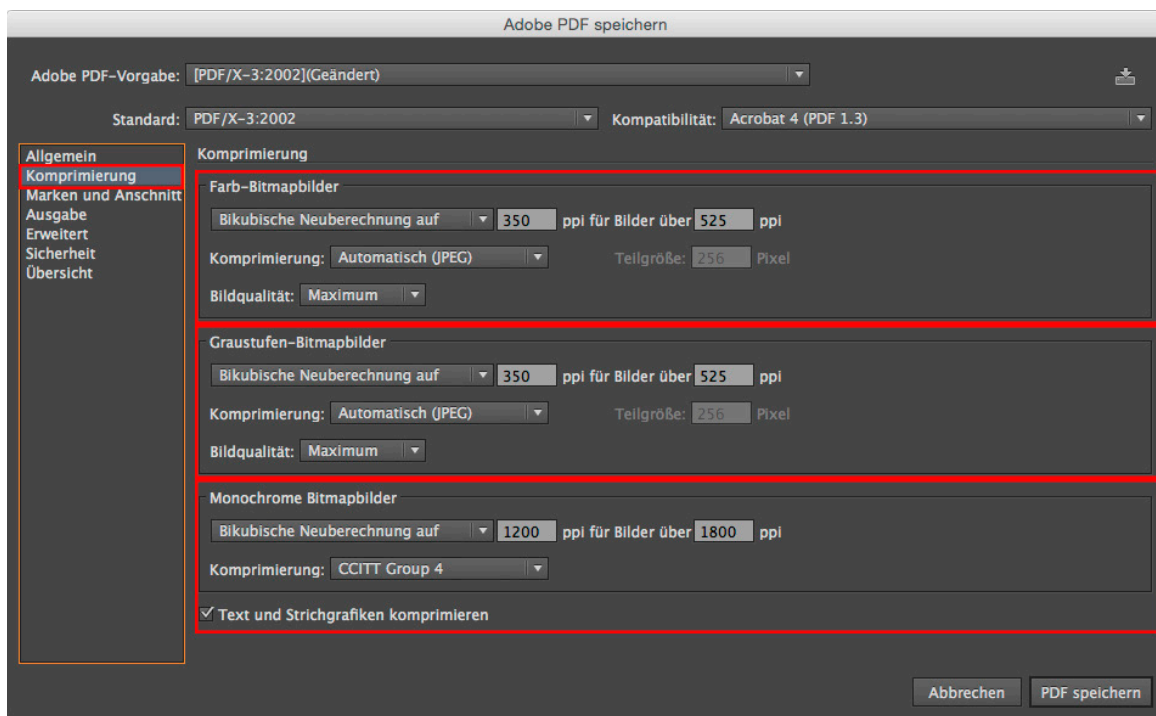 Adobe PDF speichern
Adobe PDF-Vorgabe: [PDF/X-3:2002](Geändert)
Standard: PDF/X-3:2002 Kompatibilität: Acrobat 4 (PDF 1.3)
Allgemein
Komprimierung
Marken und Anschnitt
Ausgabe
Erweitert
Sicherheit
Übersicht
Komprimierung
Farb-Bitmapbilder
Bikubische Neuberechnung auf 350 ppi für Bilder über 525 ppi
Komprimierung: Automatisch (JPEG) Teilgröße: 256 Pixel
Bildqualität: Maximum
Graustufen-Bitmapbilder
Bikubische Neuberechnung auf 350 ppi für Bilder über 525 ppi
Komprimierung: Automatisch (JPEG) Teilgröße: 256 Pixel
Bildqualität: Maximum
Monochrome Bitmapbilder
Bikubische Neuberechnung auf 1200 ppi für Bilder über 1800 ppi
Komprimierung: CCITT Group 4
Text und Strichgrafiken komprimieren
Abbrechen PDF speichern